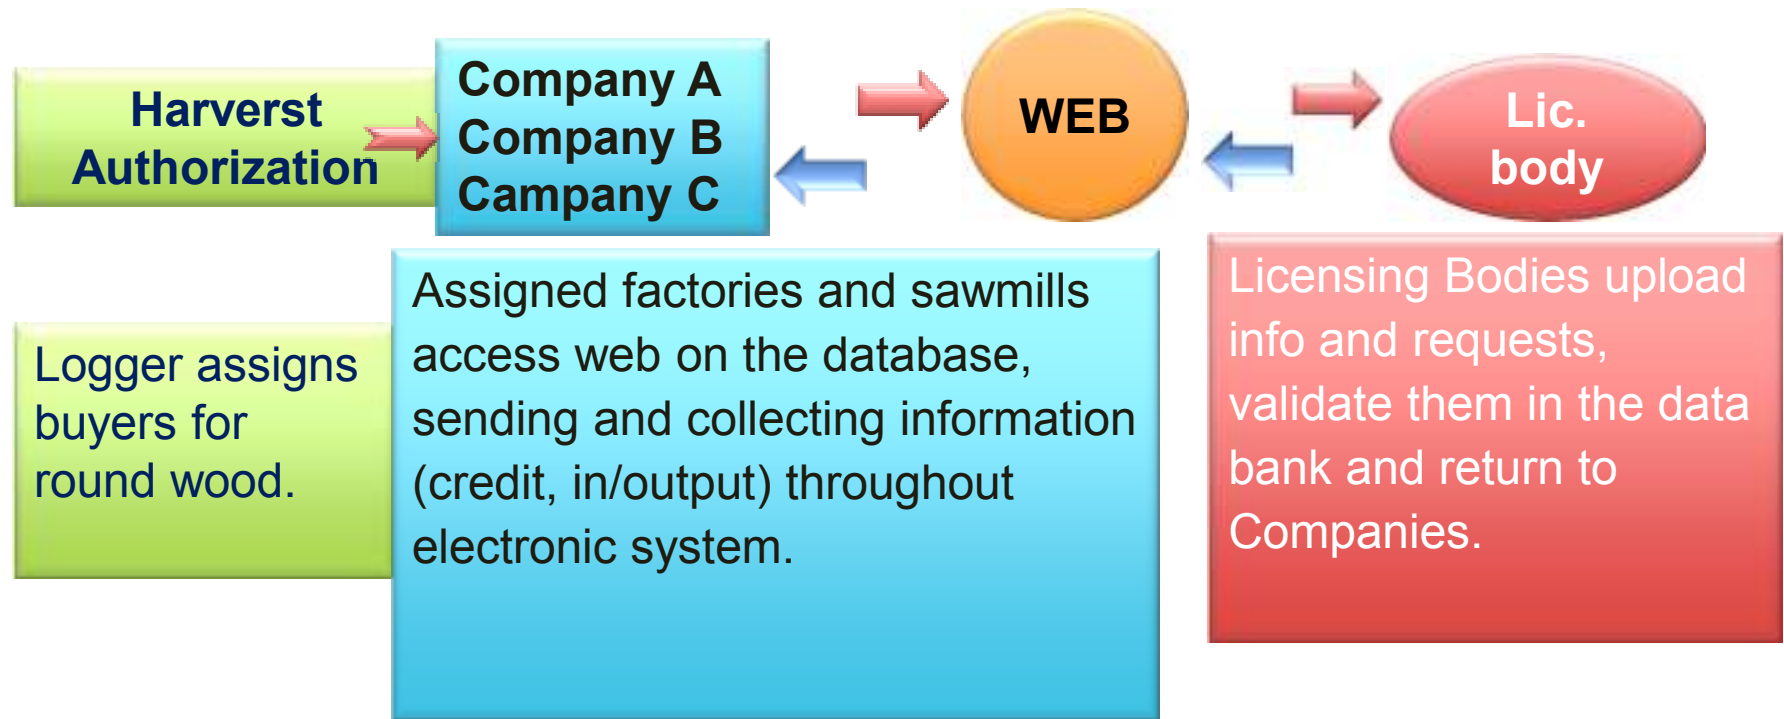 Harverst
Authorization
Company A
Company B
Campany C
WEB
Lic.
body
Logger assigns
buyers for
round wood.
Assigned factories and sawmills
access web on the database,
sending and collecting information
(credit, in/output) throughout
electronic system.
Licensing Bodies upload
info and requests,
validate them in the data
bank and return to
Companies.